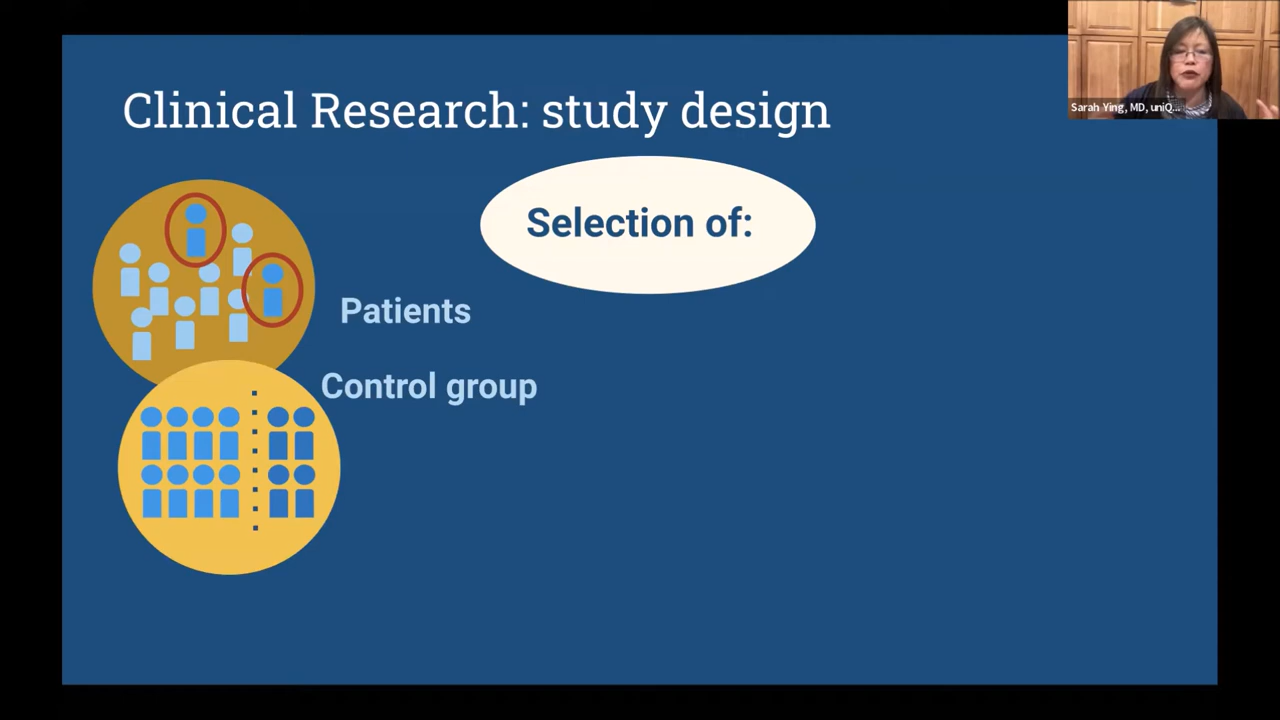 Clinical Research: study design
Sarah Ying, MD, uniQ...
Selection of:
Patients
Control group